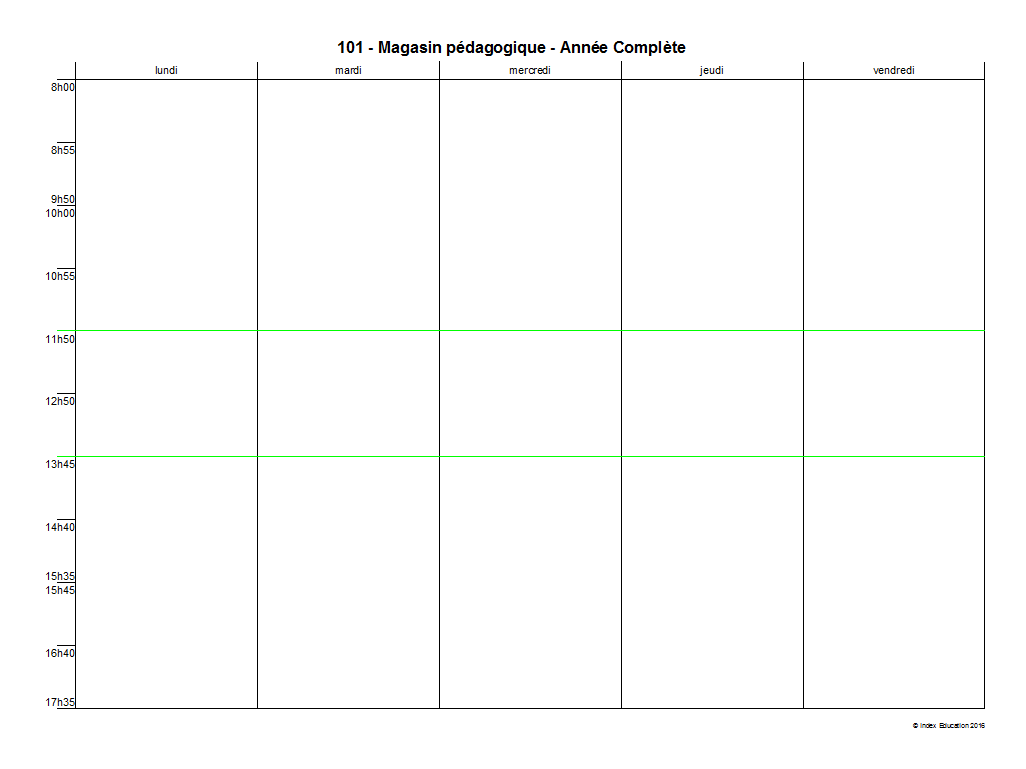 101 - Magasin pédagogique - Année Complète
lundi mardi mercredi jeudi vendredi
8h00
8h55
9h50
10h00
10h55
11h50
12h50
13h45
14h40
15h35
15h45
16h40
17h35
© Index Education 2016